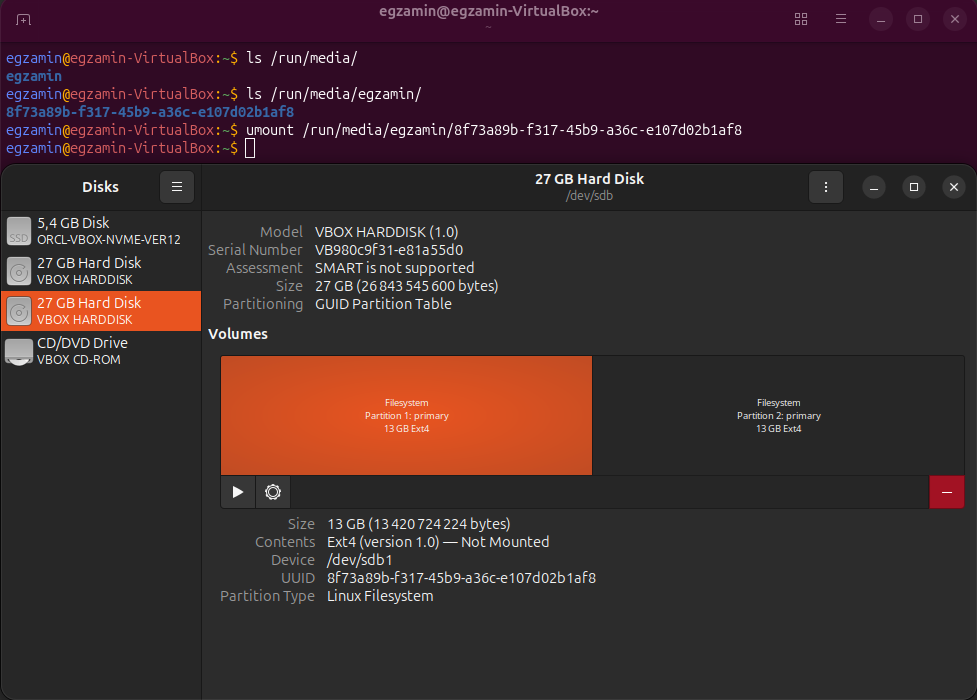 egzamin@egzamin-VirtualBox:~
~
egzamin@egzamin-VirtualBox:~$ ls /run/media/
egzamin
egzamin@egzamin-VirtualBox:~$ ls /run/media/egzamin/
8f73a89b-f317-45b9-a36c-e107d02b1af8
egzamin@egzamin-VirtualBox:~$ umount /run/media/egzamin/8f73a89b-f317-45b9-a36c-e107d02b1af8
egzamin@egzamin-VirtualBox:~$
Disks
27 GB Hard Disk
/dev/sdb
5,4 GB Disk
ORCL-VBOX-NVME-VER12
SSD
27 GB Hard Disk
VBOX HARDDISK
27 GB Hard Disk
VBOX HARDDISK
CD/DVD Drive
VBOX CD-ROM
Model VBOX HARDDISK (1.0)
Serial Number VB980c9f31-e81a55d0
Assessment SMART is not supported
Size 27 GB (26 843 545 600 bytes)
Partitioning GUID Partition Table
Volumes
Filesystem
Partition 1: primary
13 GB Ext4
Filesystem
Partition 2: primary
13 GB Ext4
Size 13 GB (13 420 724 224 bytes)
Contents Ext4 (version 1.0) — Not Mounted
Device /dev/sdb1
UUID 8f73a89b-f317-45b9-a36c-e107d02b1af8
Partition Type Linux Filesystem